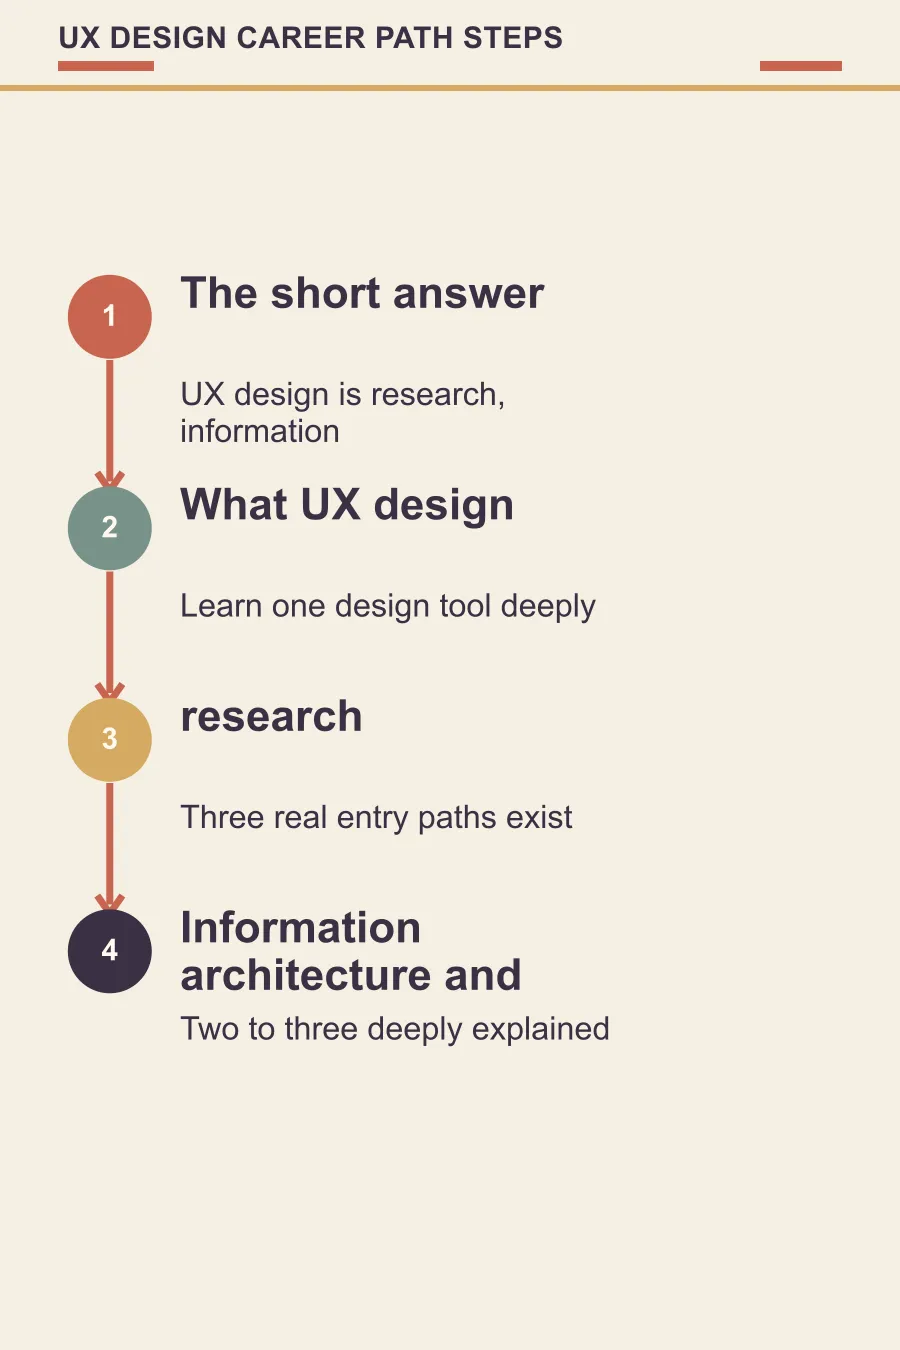 UX DESIGN CAREER PATH STEPS
1
The short answer
UX design is research,
information
2
What UX design
Learn one design tool deeply
3
research
Three real entry paths exist
4
Information
architecture and
Two to three deeply explained